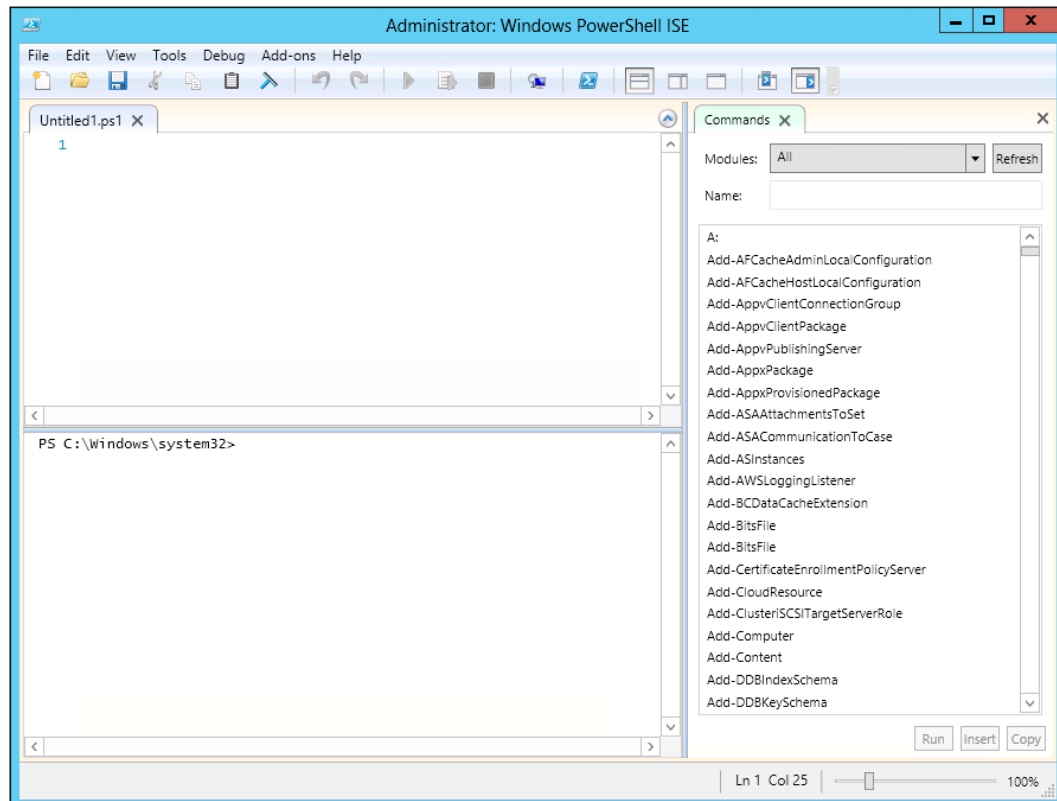 Administrator: Windows PowerShell ISE
File Edit View Tools Debug Add-ons Help
Untitled1.ps1
1
PS C:\Windows\system32>
Commands
Modules: All Refresh
Name:
A:
Add-AFCacheAdminLocalConfiguration
Add-AFCacheHostLocalConfiguration
Add-AppvClientConnectionGroup
Add-AppvClientPackage
Add-AppvPublishingServer
Add-AppxPackage
Add-AppxProvisionedPackage
Add-ASAAttachmentsToSet
Add-ASACommunicationToCase
Add-ASInstances
Add-AWSLoggingListener
Add-BCDataCacheExtension
Add-BitsFile
Add-BitsFile
Add-CertificateEnrollmentPolicyServer
Add-CloudResource
Add-ClusteriSCSITargetServerRole
Add-Computer
Add-Content
Add-DDBIndexSchema
Add-DDBKeySchema
Run Insert Copy
Ln 1 Col 25 100%